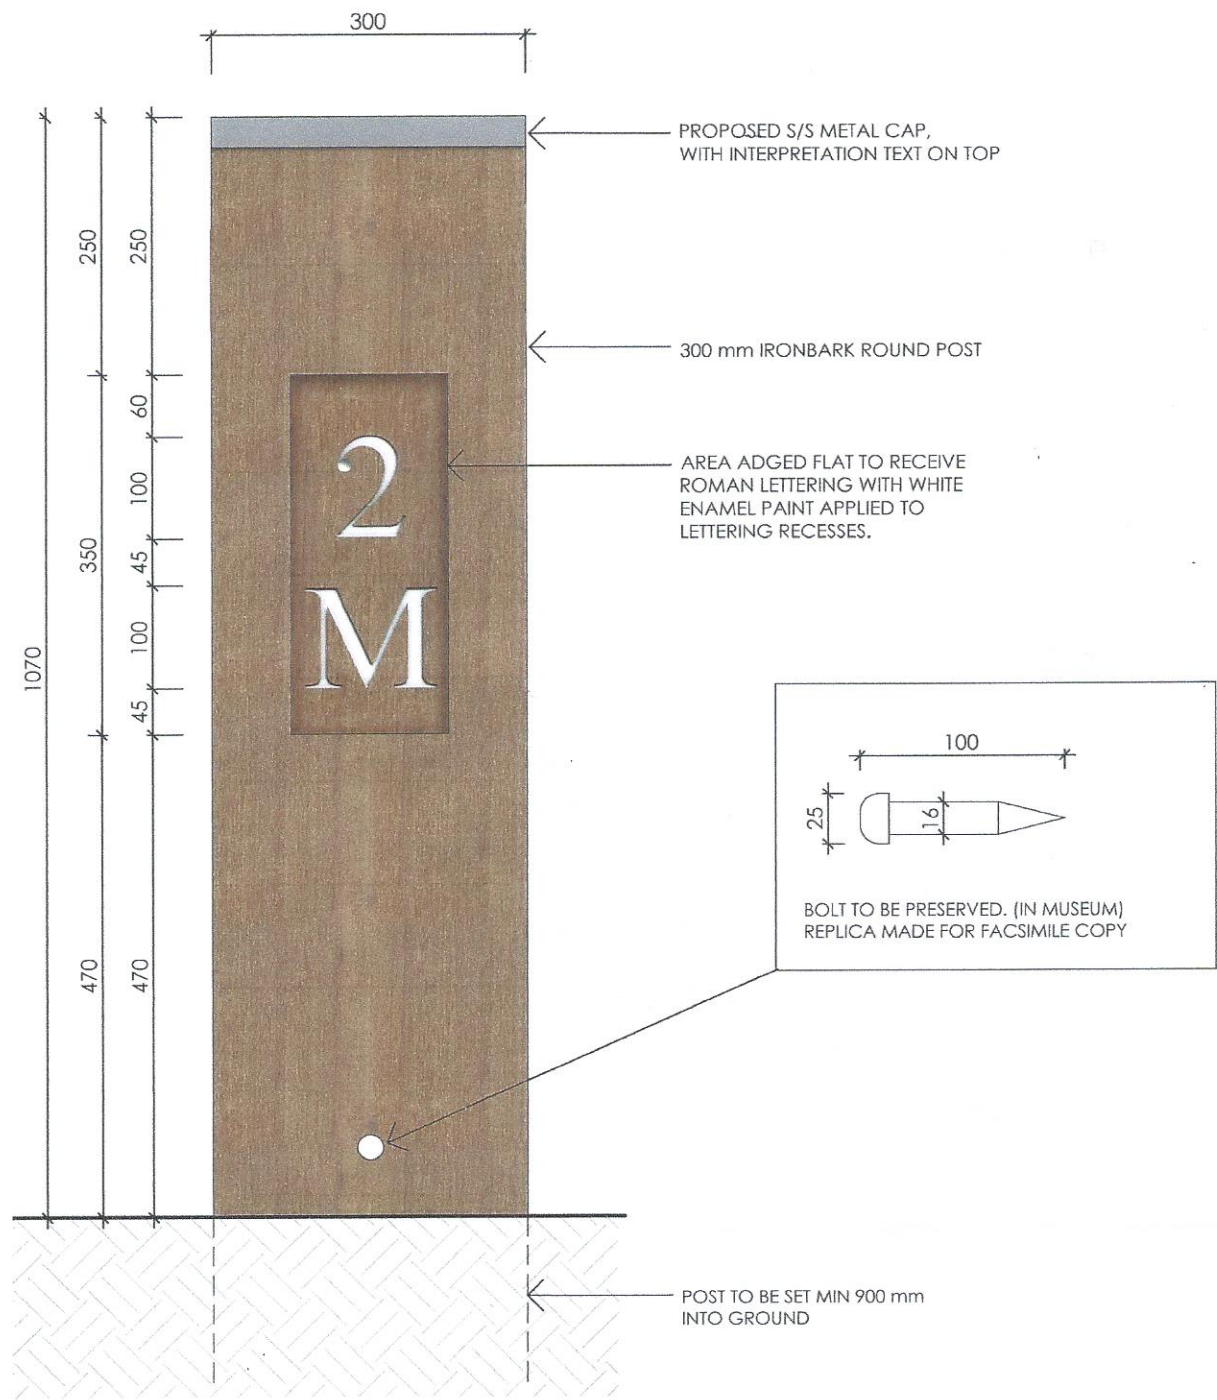 300
PROPOSED S/S METAL CAP,
WITH INTERPRETATION TEXT ON TOP
250
250
300 mm IRONBARK ROUND POST
60
2
AREA ADGED FLAT TO RECEIVE
ROMAN LETTERING WITH WHITE
ENAMEL PAINT APPLIED TO
LETTERING RECESSES.
100
350
45
M
100
1070
45
100
25
16
BOLT TO BE PRESERVED. (IN MUSEUM)
REPLICA MADE FOR FACSIMILE COPY
470
470
POST TO BE SET MIN 900 mm
INTO GROUND